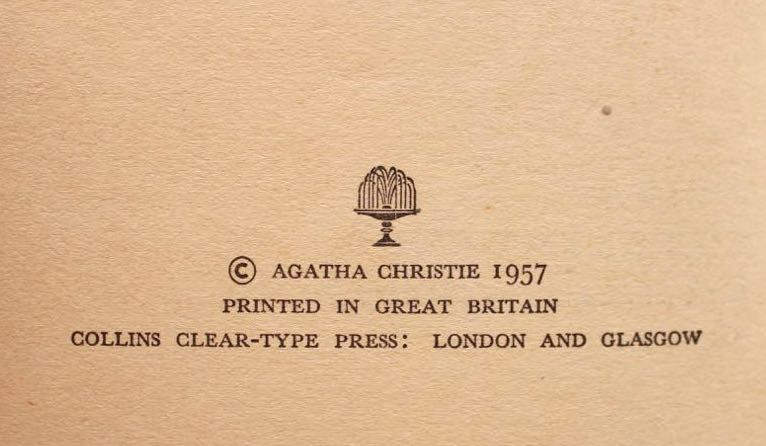 © AGATHA CHRISTIE 1957
PRINTED IN GREAT BRITAIN
COLLINS CLEAR-TYPE PRESS: LONDON AND GLASGOW